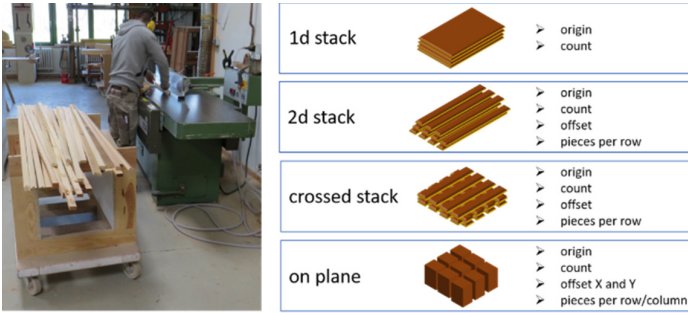 1d stack
➢ origin
➢ count
2d stack
➢ origin
➢ count
➢ offset
➢ pieces per row
crossed stack
➢ origin
➢ count
➢ offset
➢ pieces per row
on plane
➢ origin
➢ count
➢ offset X and Y
➢ pieces per row/column